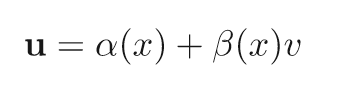 u = α(x) + β(x)v